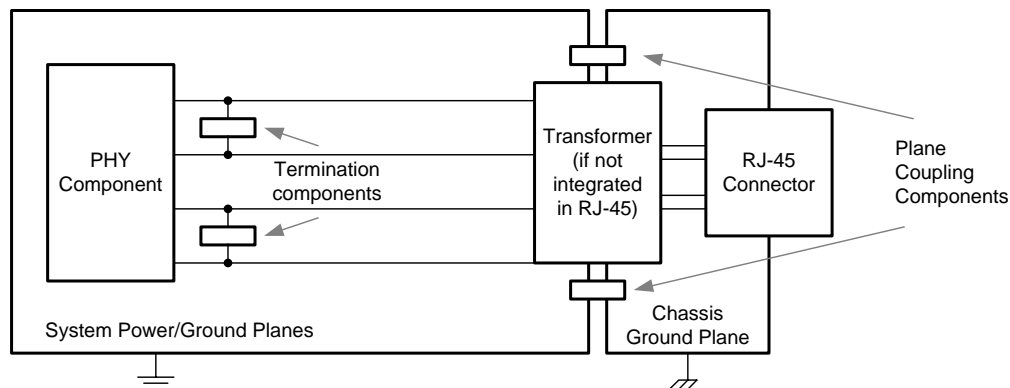 PHY
Component
Termination
components
Transformer
(if not
integrated
in RJ-45)
RJ-45
Connector
Plane
Coupling
Components
System Power/Ground Planes
Chassis
Ground Plane